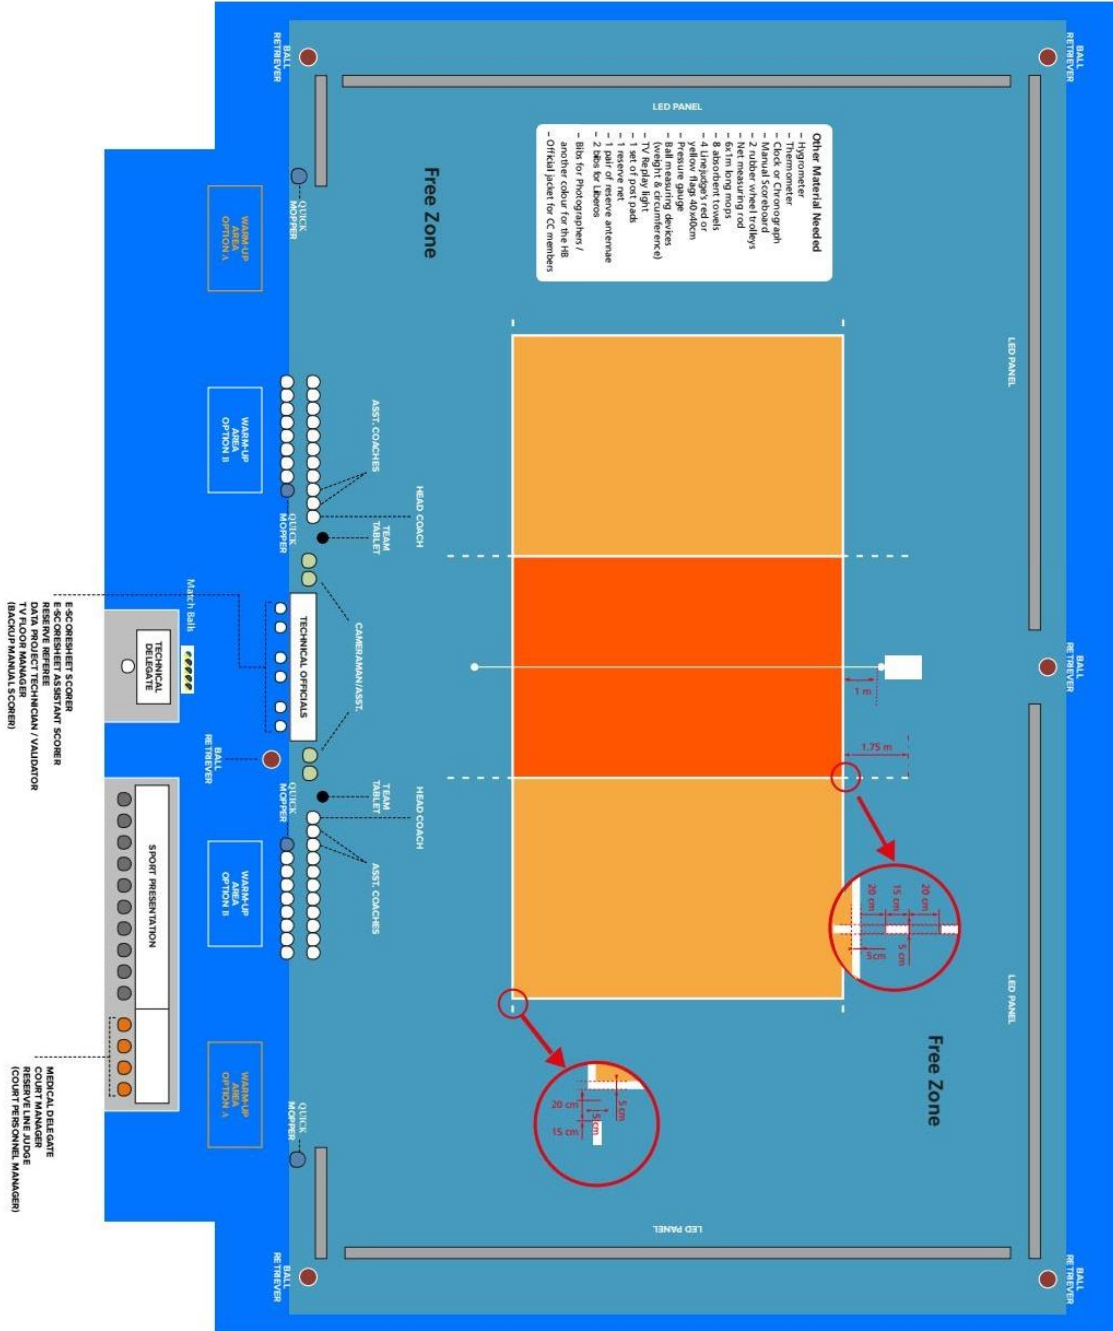 BALL
RETRIEVER
BALL
RETRIEVER
BALL
RETRIEVER
LED PANEL
LED PANEL
LED PANEL
LED PANEL
Other Material Needed
– Hygrometer
– Thermometer
– Clock or Chronograph
– Manual Scoreboard
– 2 rubber wheel trolleys
– Net measuring rod
– 6x1m long mops
– 8 absorbent towels
– 4 Linejudge's red or
yellow flags 40x40cm
– Pressure gauge
– Ball measuring devices
(weight & circumference)
– TV Replay light
– 1 set of post pads
– 1 reserve net
– 1 pair of reserve antennae
– 2 bibs for Liberos
– Bibs for Photographers /
another colour for the HB
– Official jacket for CC members
Free Zone
Free Zone
1 m
1.75 m
20 cm
15 cm
20 cm
5 cm
5cm
5 cm
20 cm
5 cm
15 cm
HEAD COACH
HEAD COACH
ASST. COACHES
ASST. COACHES
TEAM
TABLET
TEAM
TABLET
CAMERAMAN/ASST.
TECHNICAL OFFICIALS
BALL
RETRIEVER
QUICK
MOPPER
QUICK
MOPPER
QUICK
MOPPER
QUICK
MOPPER
BALL
RETRIEVER
BALL
RETRIEVER
WARM-UP
AREA
OPTION A
WARM-UP
AREA
OPTION B
WARM-UP
AREA
OPTION B
WARM-UP
AREA
OPTION A
Match Balls
TECHNICAL
DELEGATE
SPORT PRESENTATION
E-SCORESHEET SCORER
E-SCORESHEET ASSISTANT SCORER
RESERVE REFEREE
DATA PROJECT TECHNICIAN / VALIDATOR
TV FLOOR MANAGER
(BACKUP MANUAL SCORER)
MEDICAL DELEGATE
COURT MANAGER
RESERVE LINE JUDGE
(COURT PERSONNEL MANAGER)